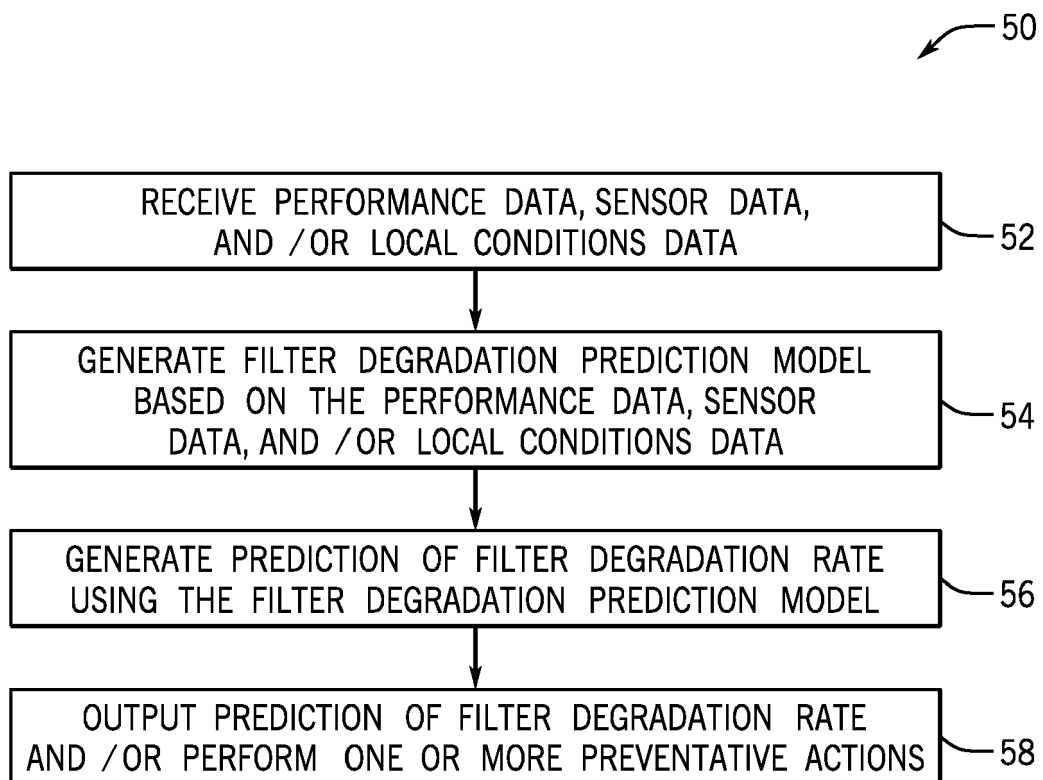 50
RECEIVE PERFORMANCE DATA, SENSOR DATA,
AND /OR LOCAL CONDITIONS DATA
52
GENERATE FILTER DEGRADATION PREDICTION MODEL
BASED ON THE PERFORMANCE DATA, SENSOR
DATA, AND /OR LOCAL CONDITIONS DATA
54
GENERATE PREDICTION OF FILTER DEGRADATION RATE
USING THE FILTER DEGRADATION PREDICTION MODEL
56
OUTPUT PREDICTION OF FILTER DEGRADATION RATE
AND /OR PERFORM ONE OR MORE PREVENTATIVE ACTIONS
58